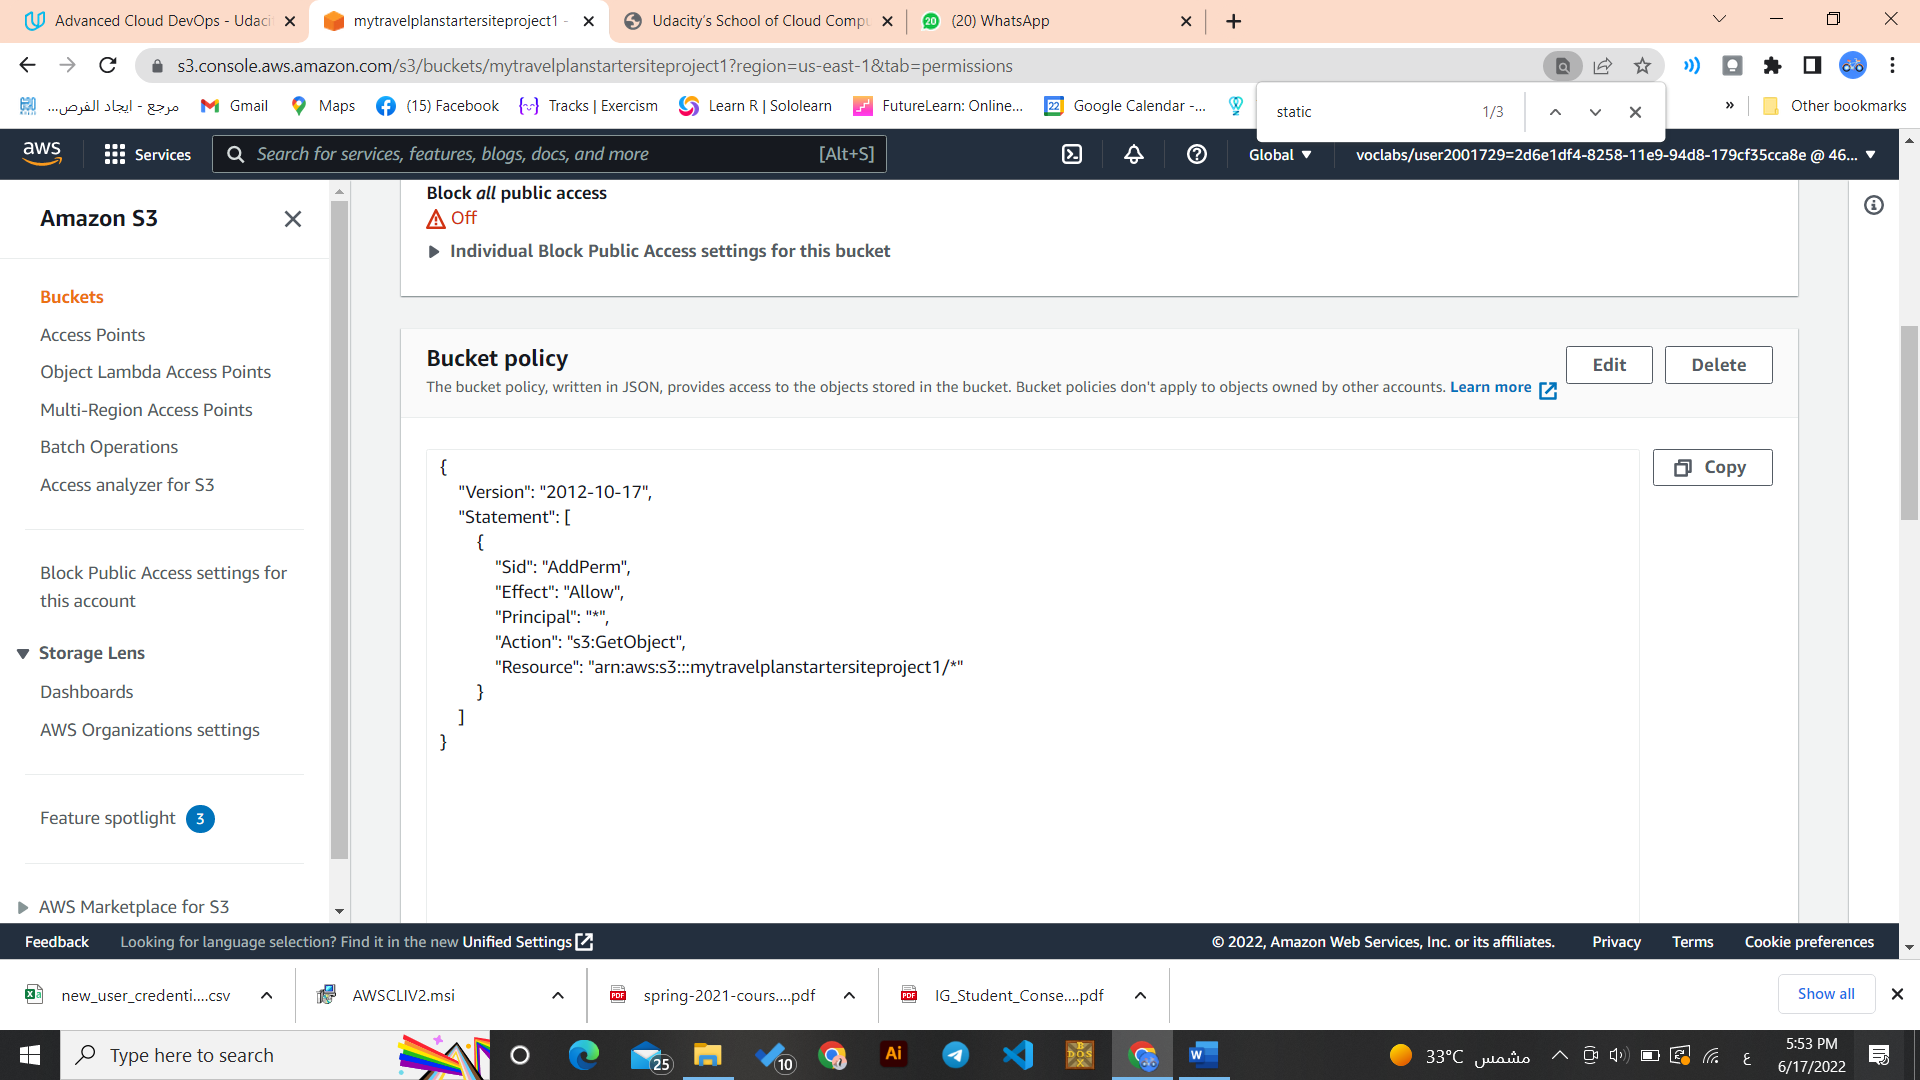 Advanced Cloud DevOps - Udaci
mytravelplanstartersiteproject1 -
Udacity's School of Cloud Compu
20
(20) WhatsApp
s3.console.aws.amazon.com/s3/buckets/mytravelplanstartersiteproject1?region=us-east-1&tab=permissions
مرجع - ايجاد الفرص...
Gmail
Maps
(15) Facebook
Tracks | Exercism
Learn R | Sololearn
FutureLearn: Online...
22
Google Calendar -...
»
Other bookmarks
static
1/3
aws
Services
Search for services, features, blogs, docs, and more
[Alt+S]
Global
voclabs/user2001729=2d6e1df4-8258-11e9-94d8-179cf35cca8e @ 46...
Amazon S3
Buckets
Access Points
Object Lambda Access Points
Multi-Region Access Points
Batch Operations
Access analyzer for S3
Block Public Access settings for
this account
Storage Lens
Dashboards
AWS Organizations settings
Feature spotlight 3
AWS Marketplace for S3
Block all public access
Off
Individual Block Public Access settings for this bucket
Bucket policy
The bucket policy, written in JSON, provides access to the objects stored in the bucket. Bucket policies don't apply to objects owned by other accounts. Learn more
Edit
Delete
Copy
{
"Version": "2012-10-17",
"Statement": [
{
"Sid": "AddPerm",
"Effect": "Allow",
"Principal": "*",
"Action": "s3:GetObject",
"Resource": "arn:aws:s3:::mytravelplanstartersiteproject1/*"
}
]
}
Feedback
Looking for language selection? Find it in the new Unified Settings
© 2022, Amazon Web Services, Inc. or its affiliates.
Privacy
Terms
Cookie preferences
new_user_credenti....csv
AWSCLIV2.msi
PDF
spring-2021-cours....pdf
PDF
IG_Student_Conse....pdf
Show all
Type here to search
25
10
Ai
DOS
W
33°C مشمس
ع
5:53 PM
6/17/2022